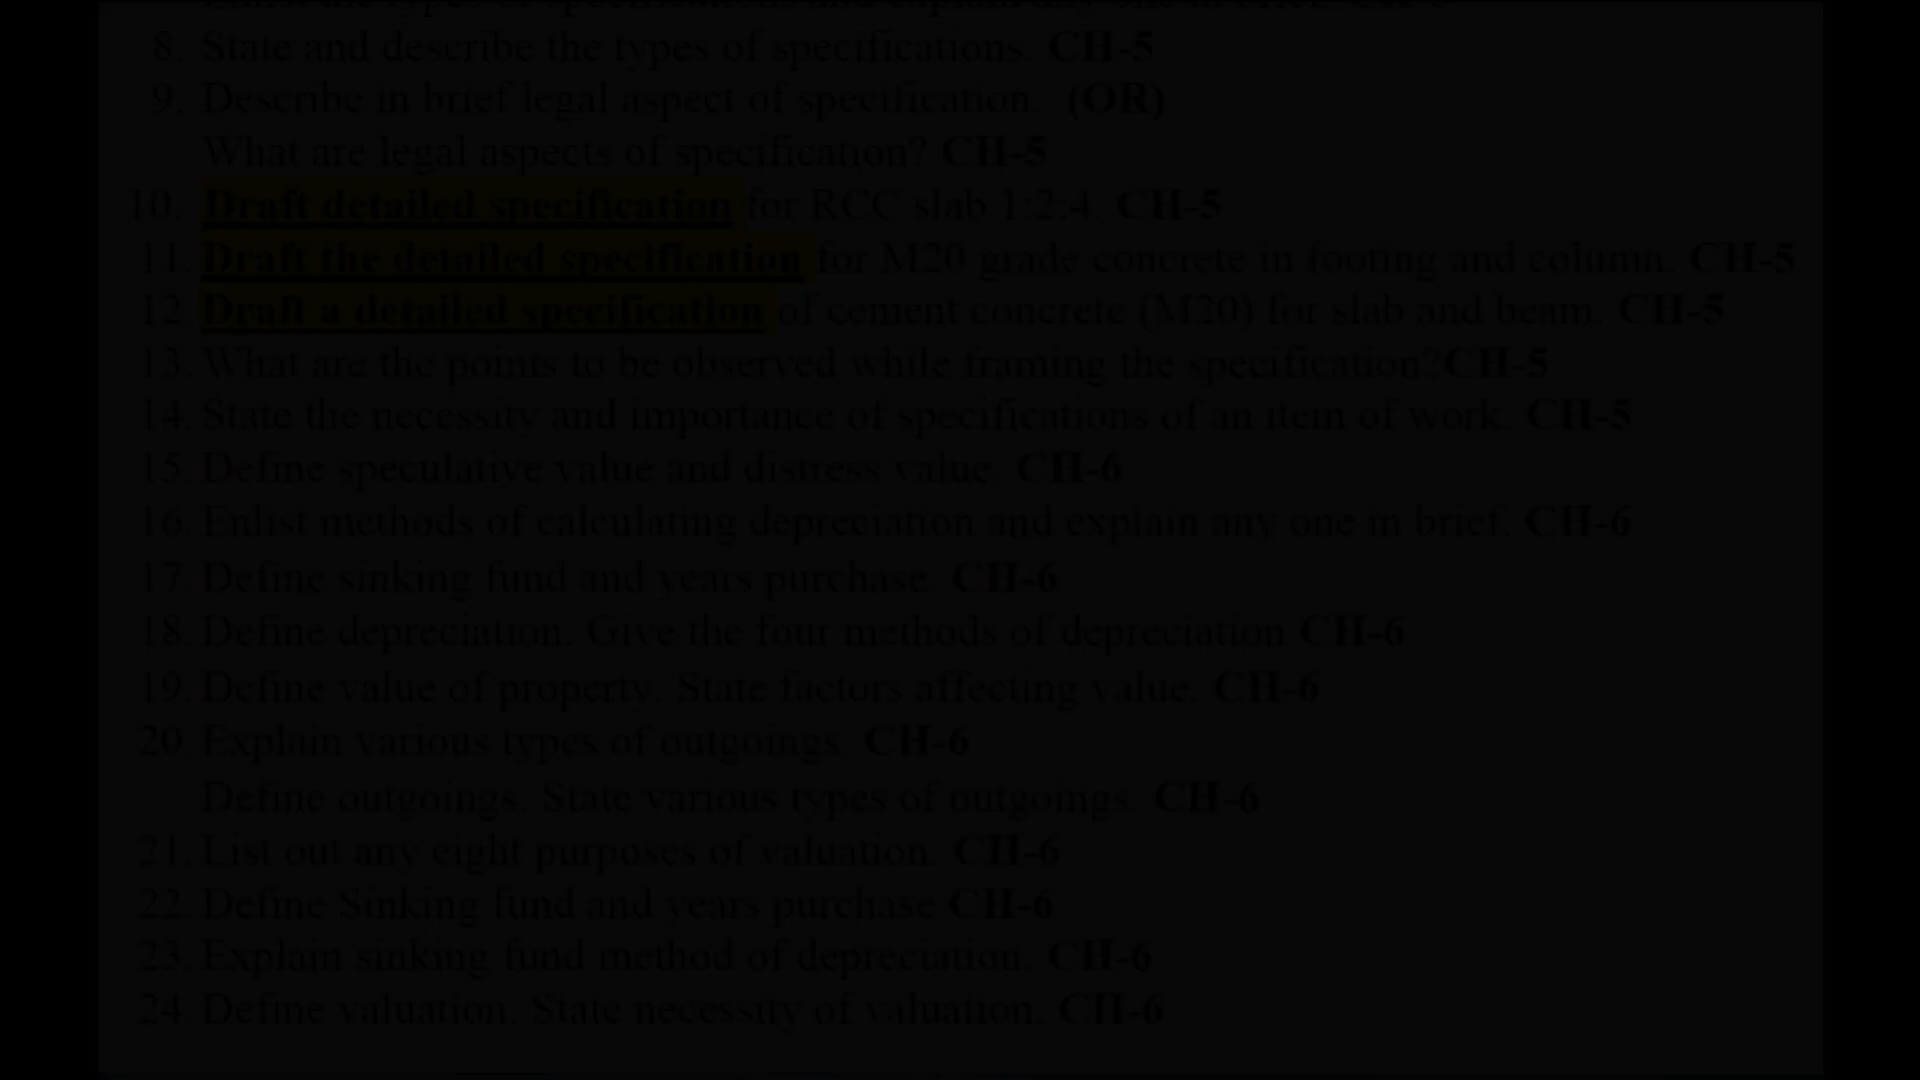 8. State and describe the types of specifications. CH-5
9. Describe in brief legal aspect of specification. (OR)
What are legal aspects of specification? CH-5
10. Draft detailed specification for RCC slab 1:2:4. CH-5
11. Draft the detailed specification for M20 grade concrete in footing and column. CH-5
12. Draft a detailed specification of cement concrete (M20) for slab and beam. CH-5
13. What are the points to be observed while framing the specification?CH-5
14. State the necessity and importance of specifications of an item of work. CH-5
15. Define speculative value and distress value. CH-6
16. Enlist methods of calculating depreciation and explain any one in brief. CH-6
17. Define sinking fund and years purchase. CH-6
18. Define depreciation. Give the four methods of depreciation CH-6
19. Define value of property. State factors affecting value. CH-6
20. Explain various types of outgoings. CH-6
Define outgoings. State various types of outgoings. CH-6
21. List out any eight purposes of valuation. CH-6
22. Define Sinking fund and years purchase CH-6
23. Explain sinking fund method of depreciation. CH-6
24. Define valuation. State necessity of valuation. CH-6